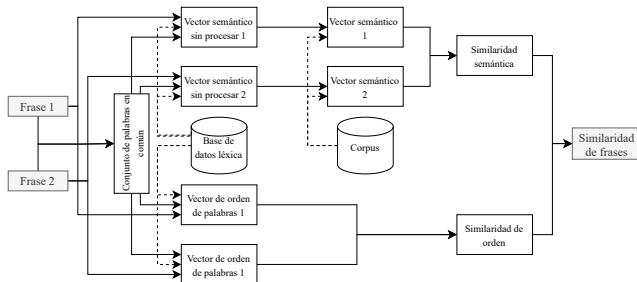 Vector semántico
sin procesar 1
Vector semántico
1
Similaridad
semántica
Vector semántico
sin procesar 2
Vector semántico
2
Frase 1
Conjunto de palabras en
común
Base de
datos léxica
Corpus
Similaridad
de frases
Frase 2
Vector de orden
de palabras 1
Similaridad
de orden
Vector de orden
de palabras 1